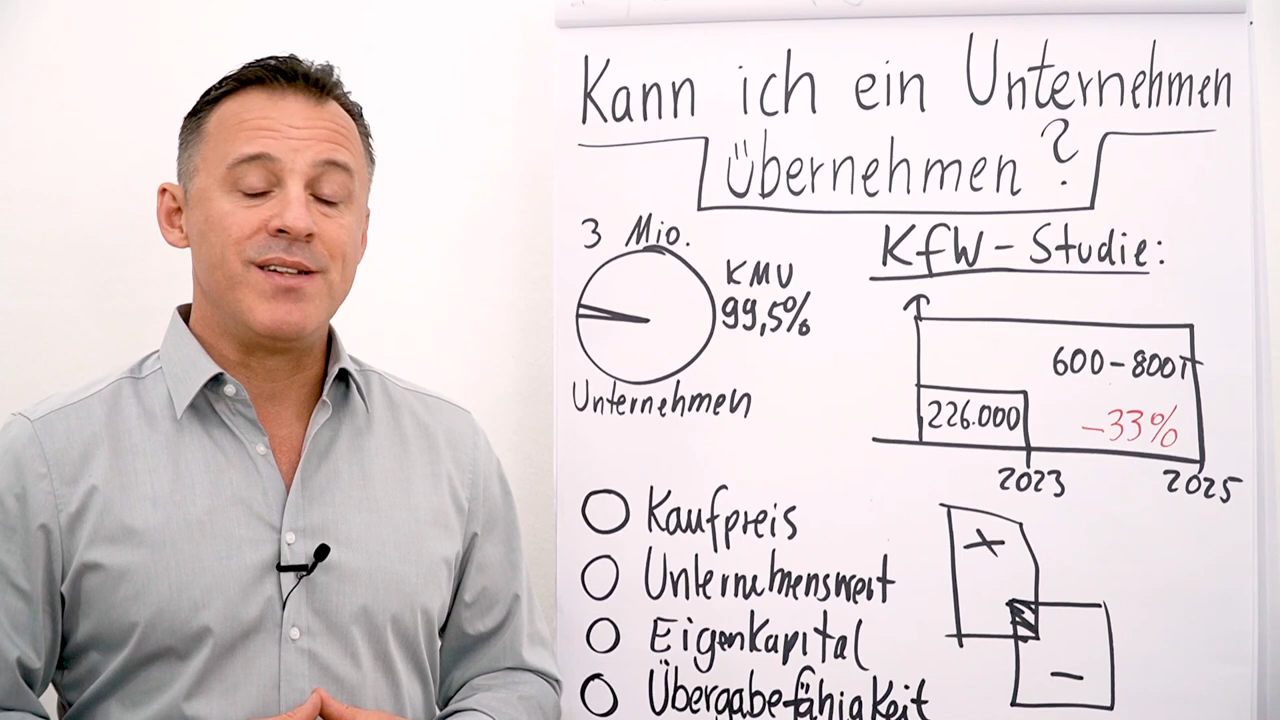 Kann ich ein Unternehmen
übernehmen?
3 Mio.
KMU
99,5%
Unternehmen
KfW-Studie:
600-800T
226.000
-33%
2023
2025
Kaufpreis
Unternehmenswert
Eigenkapital
Übergabefähigkeit
+
-